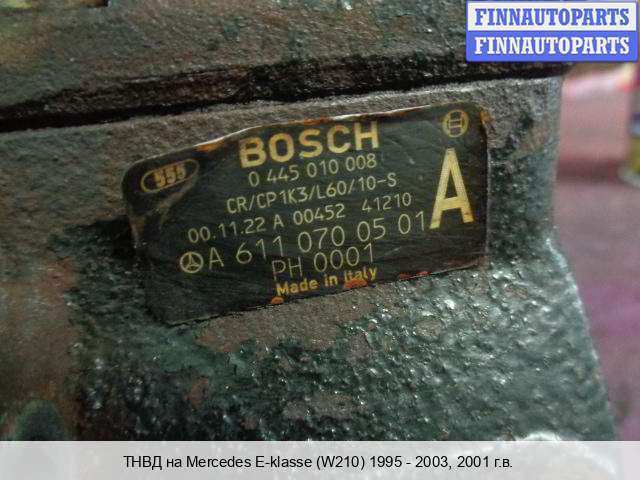 FINNAUTOPARTS
FINNAUTOPARTS
BOSCH
555
0 445 010 008
CR/CP1K3/L60/10-S
00.11.22 A 00452 41210
A 611 070 05 01
A
PH 0001
Made in Italy
ТНВД на Mercedes E-klasse (W210) 1995 - 2003, 2001 г.в.